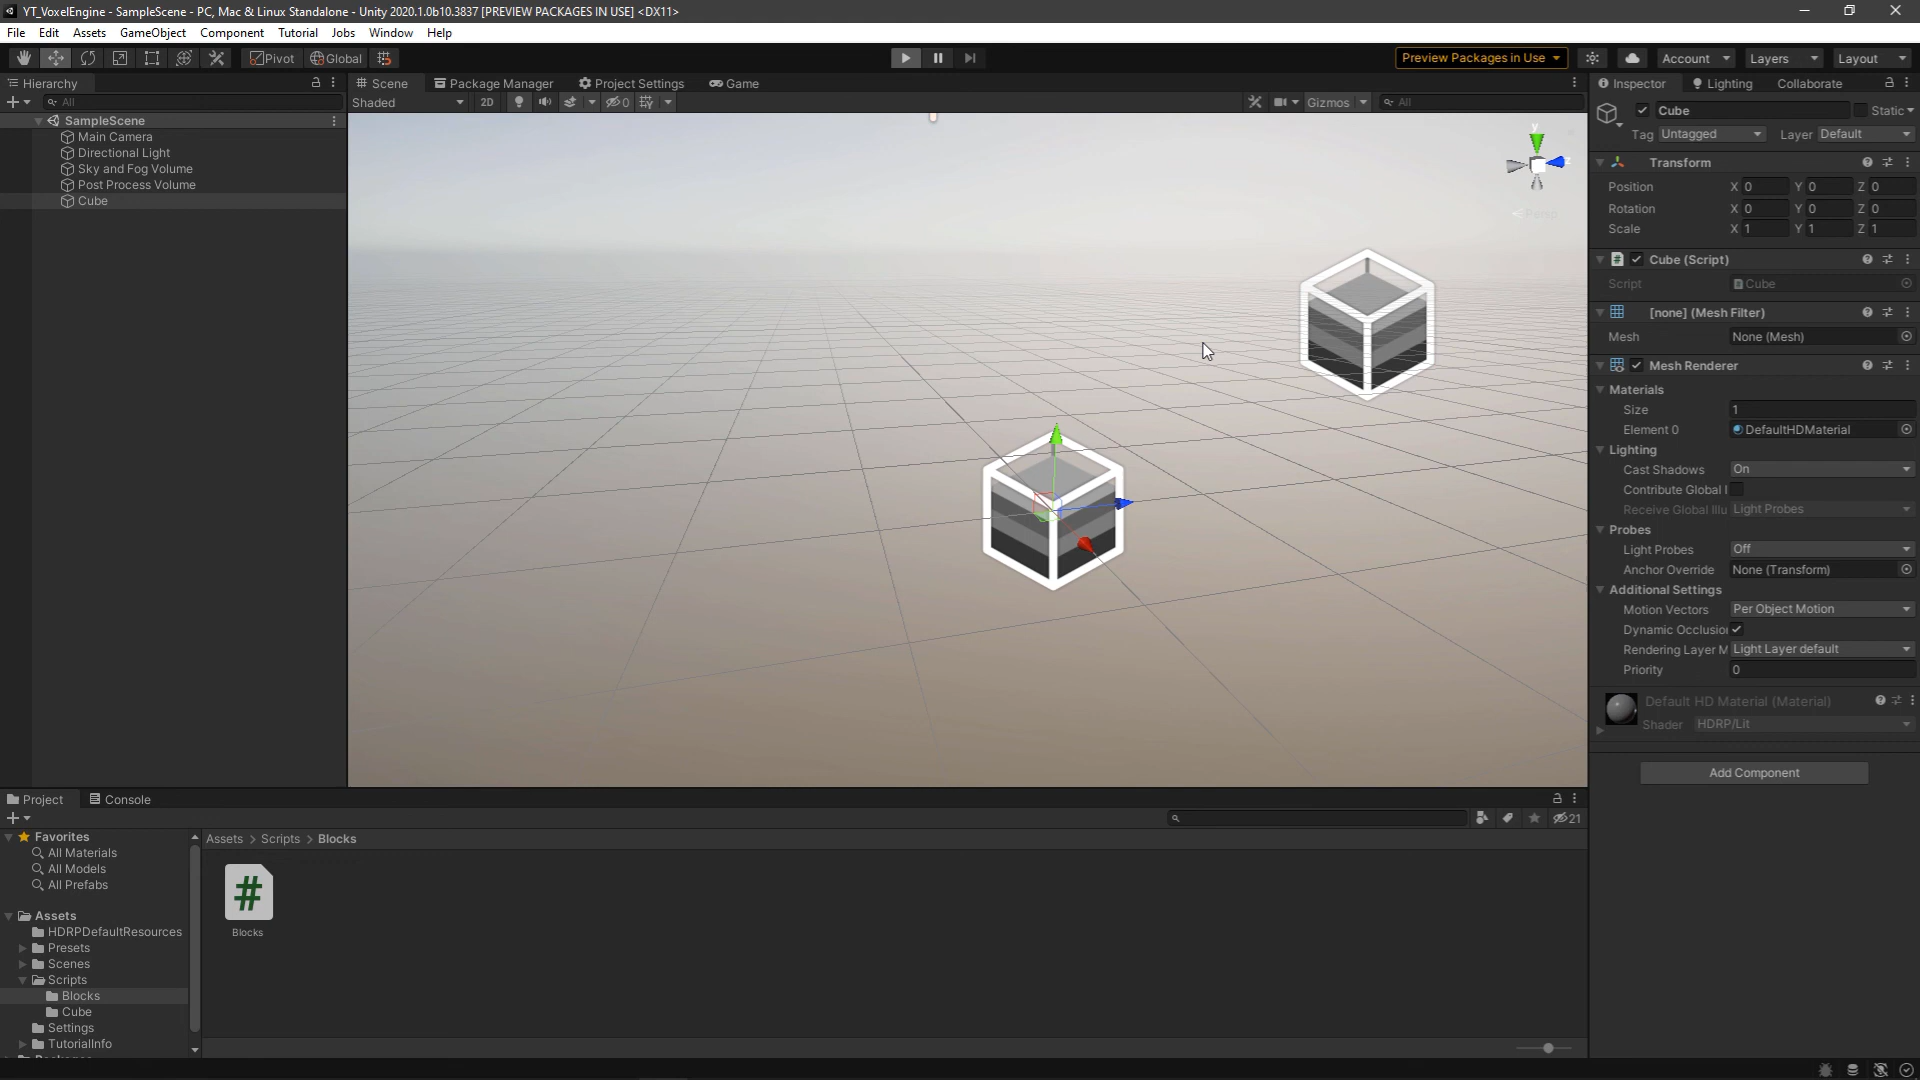 YT_VoxelEngine - SampleScene - PC, Mac & Linux Standalone - Unity 2020.1.0b10.3837 [PREVIEW PACKAGES IN USE] <DX11>
File Edit Assets GameObject Component Tutorial Jobs Window Help
Pivot Global Preview Packages in Use Account Layers Layout
Hierarchy Scene Package Manager Project Settings Game Inspector Lighting Collaborate
All Shaded 2D 0 Gizmos All
Cube Static
Tag Untagged Layer Default
SampleScene
Main Camera
Directional Light
Sky and Fog Volume
Post Process Volume
Cube
y
z
Persp
Transform
Position X 0 Y 0 Z 0
Rotation X 0 Y 0 Z 0
Scale X 1 Y 1 Z 1
Cube (Script)
Script Cube
[none] (Mesh Filter)
Mesh None (Mesh)
Mesh Renderer
Materials
Size 1
Element 0 DefaultHDMaterial
Lighting
Cast Shadows On
Contribute Global I
Receive Global Illu Light Probes
Probes
Light Probes Off
Anchor Override None (Transform)
Additional Settings
Motion Vectors Per Object Motion
Dynamic Occlusion
Rendering Layer M Light Layer default
Priority 0
Default HD Material (Material)
Shader HDRP/Lit
Add Component
Project Console
21
Favorites
All Materials
All Models
All Prefabs
Assets
HDRPDefaultResources
Presets
Scenes
Scripts
Blocks
Cube
Settings
TutorialInfo
Assets > Scripts > Blocks
#
Blocks